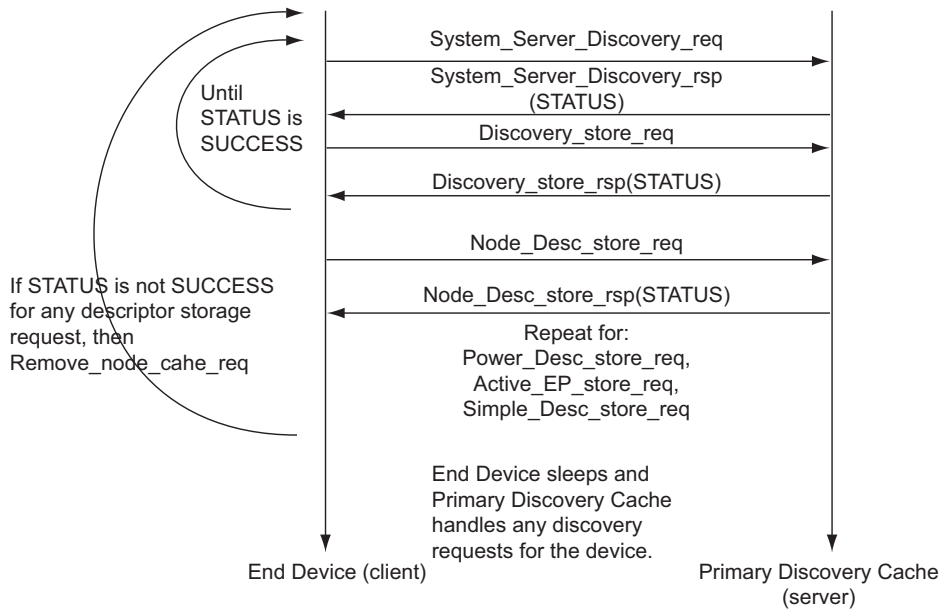 System_Server_Discovery_req
System_Server_Discovery_rsp
(STATUS)
Until
STATUS is
SUCCESS
Discovery_store_req
Discovery_store_rsp(STATUS)
Node_Desc_store_req
If STATUS is not SUCCESS
for any descriptor storage
request, then
Remove_node_cahe_req
Node_Desc_store_rsp(STATUS)
Repeat for:
Power_Desc_store_req,
Active_EP_store_req,
Simple_Desc_store_req
End Device sleeps and
Primary Discovery Cache
handles any discovery
requests for the device.
End Device (client)
Primary Discovery Cache
(server)